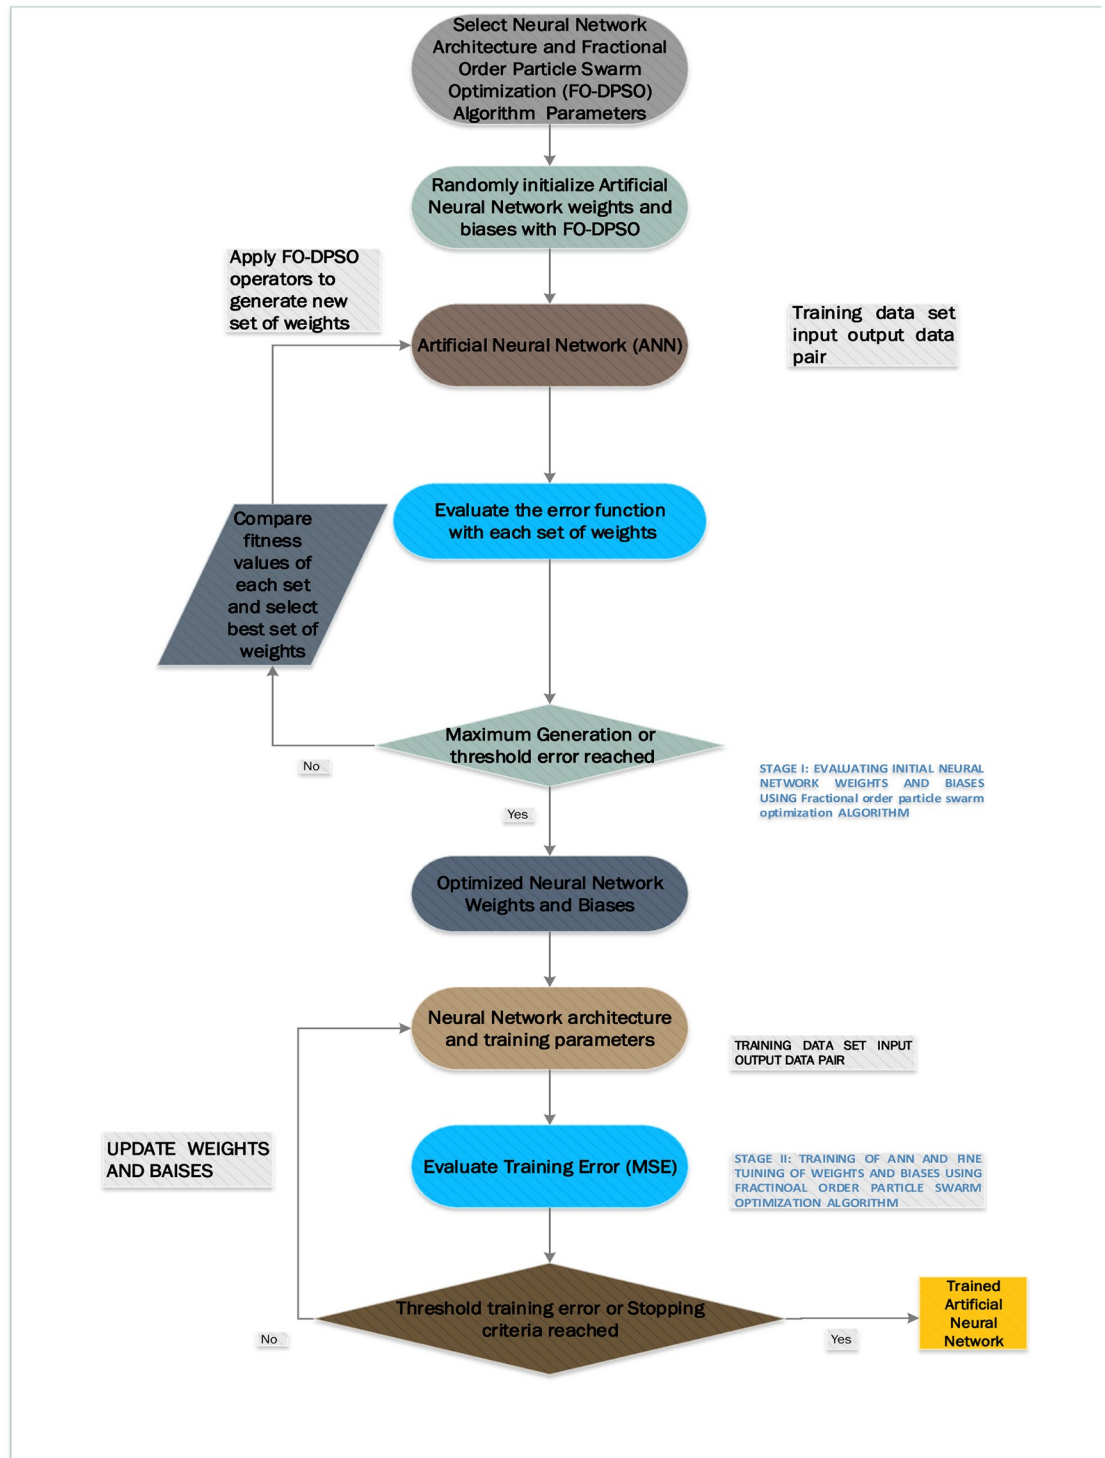 Select Neural Network
Architecture and Fractional
Order Particle Swarm
Optimization (FO-DPSO)
Algorithm Parameters
Randomly initialize Artificial
Neural Network weights and
biases with FO-DPSO
Apply FO-DPSO
operators to
generate new
set of weights
Artificial Neural Network (ANN)
Training data set
input output data
pair
Evaluate the error function
with each set of weights
Compare
fitness
values of
each set
and select
best set of
weights
Maximum Generation or
threshold error reached
No
Yes
STAGE I: EVALUATING INITIAL NEURAL
NETWORK WEIGHTS AND BIASES
USING Fractional order particle swarm
optimization ALGORITHM
Optimized Neural Network
Weights and Biases
Neural Network architecture
and training parameters
TRAINING DATA SET INPUT
OUTPUT DATA PAIR
UPDATE WEIGHTS
AND BAISES
Evaluate Training Error (MSE)
STAGE II: TRAINING OF ANN AND FINE
TUINING OF WEIGHTS AND BIASES USING
FRACTINOAL ORDER PARTICLE SWARM
OPTIMIZATION ALGORITHM
Threshold training error or Stopping
criteria reached
No
Yes
Trained
Artificial
Neural
Network